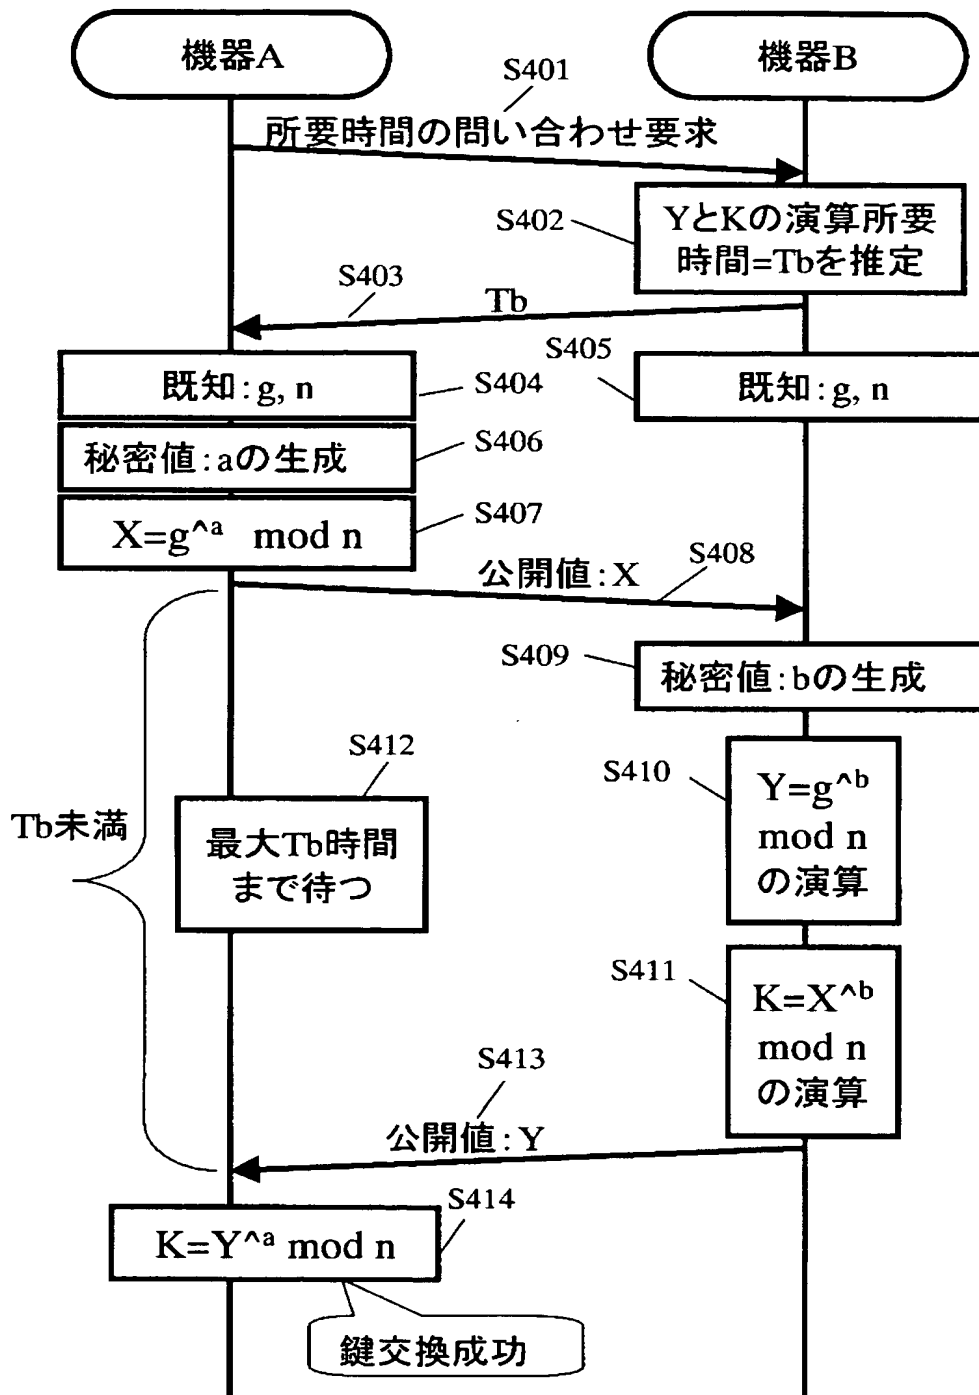 機器A
機器B
S401
所要時間の問い合わせ要求
S402
YとKの演算所要
時間=Tbを推定
S403
Tb
S405
既知:g, n
S404
既知:g, n
秘密値:aの生成
S406
X=g^a mod n
S407
公開値:X
S408
S409
秘密値:bの生成
S412
S410
Y=g^b
mod n
の演算
Tb未満
最大Tb時間
まで待つ
S411
K=X^b
mod n
の演算
S413
公開値:Y
S414
K=Y^a mod n
鍵交換成功